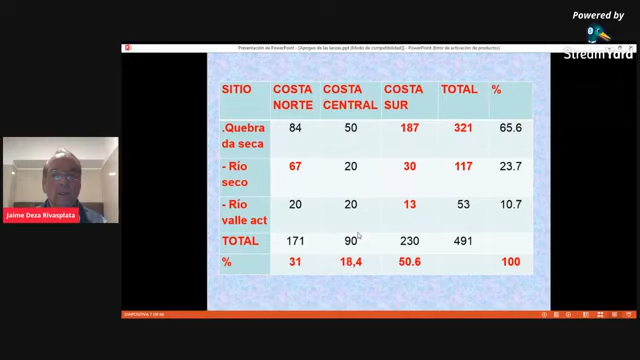 Powered by
StreamYard
Presentación de PowerPoint - [Apogeo de las lanzas.ppt [Modo de compatibilidad]] - PowerPoint (Error de activación de productos)
SITIO COSTA NORTE COSTA CENTRAL COSTA SUR TOTAL %
.Quebra da seca 84 50 187 321 65.6
- Río seco 67 20 30 117 23.7
- Río valle act 20 20 13 53 10.7
TOTAL 171 90 230 491
% 31 18,4 50.6 100
Jaime Deza Rivasplata